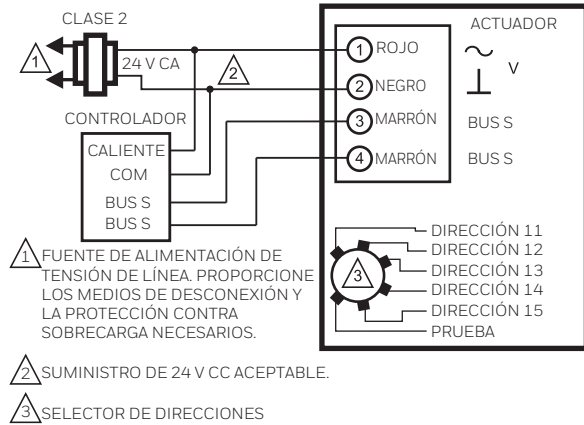 CLASE 2
ACTUADOR
1
24 V CA
2
1 ROJO
V
2 NEGRO
3 MARRÓN BUS S
4 MARRÓN BUS S
CONTROLADOR
CALIENTE
COM
BUS S
BUS S
DIRECCIÓN 11
DIRECCIÓN 12
DIRECCIÓN 13
DIRECCIÓN 14
DIRECCIÓN 15
PRUEBA
3
1 FUENTE DE ALIMENTACIÓN DE
TENSIÓN DE LÍNEA. PROPORCIONE
LOS MEDIOS DE DESCONEXIÓN Y
LA PROTECCIÓN CONTRA
SOBRECARGA NECESARIOS.
2 SUMINISTRO DE 24 V CC ACEPTABLE.
3 SELECTOR DE DIRECCIONES